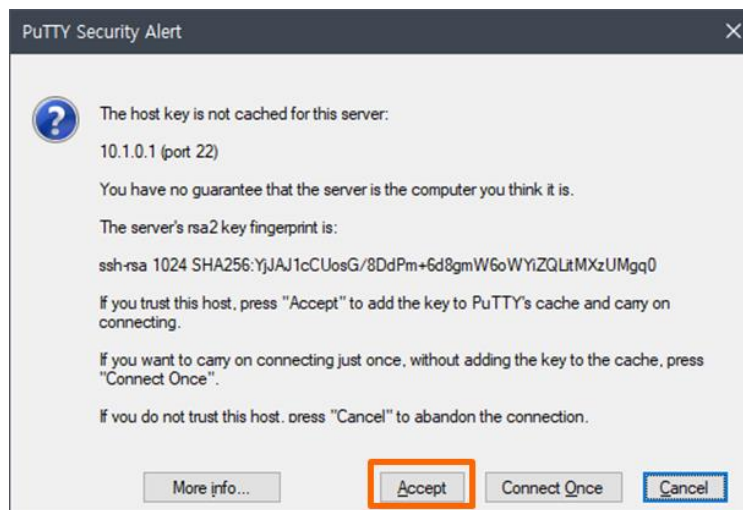 PuTTY Security Alert
The host key is not cached for this server:
10.1.0.1 (port 22)
You have no guarantee that the server is the computer you think it is.
The server's rsa2 key fingerprint is:
ssh-rsa 1024 SHA256:YjJAJ1cCUosG/8DdPm+6d8gmW6oWYiZQLitMXzUMgq0
If you trust this host, press "Accept" to add the key to PuTTY's cache and carry on
connecting.
If you want to carry on connecting just once, without adding the key to the cache, press
"Connect Once".
If you do not trust this host, press "Cancel" to abandon the connection.
More info... Accept Connect Once Cancel